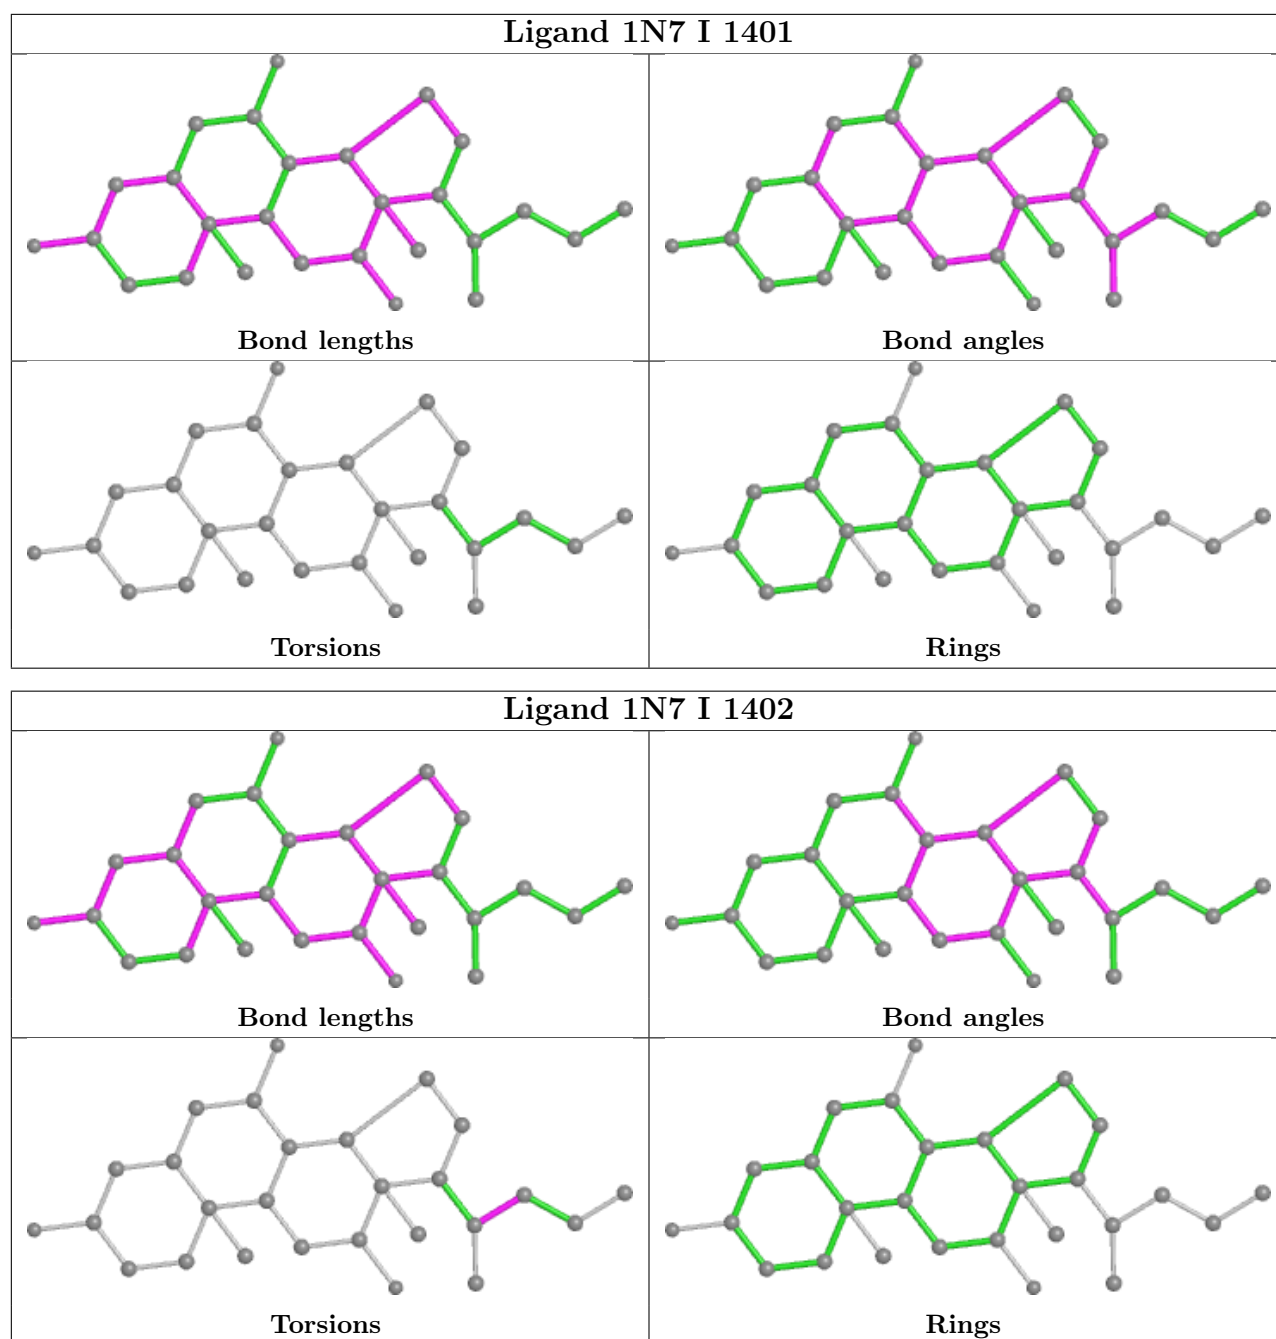 Ligand 1N7 I 1401
Bond lengths
Bond angles
Torsions
Rings
Ligand 1N7 I 1402
Bond lengths
Bond angles
Torsions
Rings